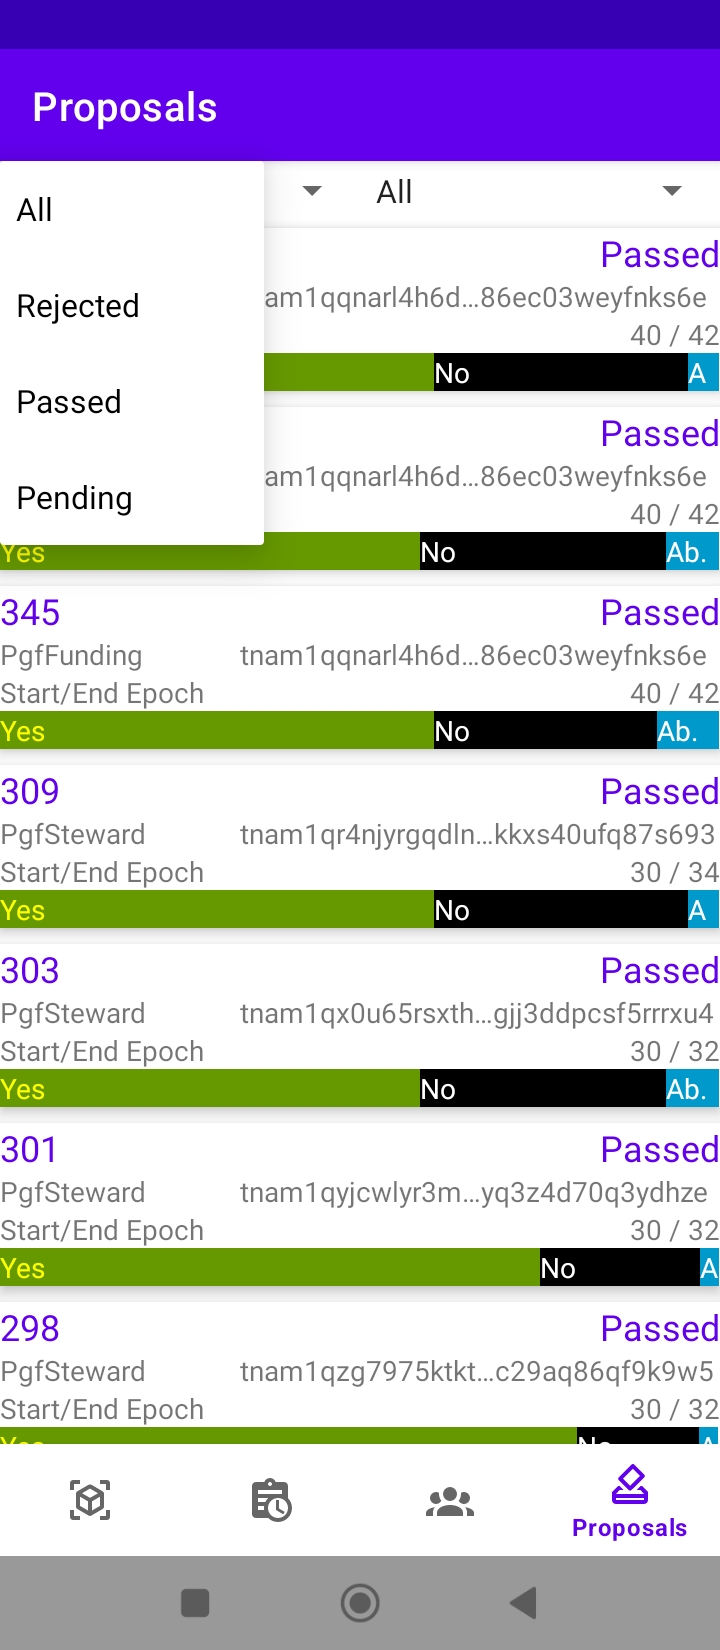 Proposals
All
All
Rejected
Passed
Pending
Passed
am1qqnarl4h6d...86ec03weyfnks6e
40 / 42
No A
Passed
am1qqnarl4h6d...86ec03weyfnks6e
40 / 42
Yes No Ab.
345 Passed
PgfFunding tnam1qqnarl4h6d...86ec03weyfnks6e
Start/End Epoch 40 / 42
Yes No Ab.
309 Passed
PgfSteward tnam1qr4njyrgqdln...kkxs40ufq87s693
Start/End Epoch 30 / 34
Yes No A
303 Passed
PgfSteward tnam1qx0u65rsxth...gjj3ddpcsf5rrrxu4
Start/End Epoch 30 / 32
Yes No Ab.
301 Passed
PgfSteward tnam1qyjcwlyr3m...yq3z4d70q3ydhze
Start/End Epoch 30 / 32
Yes No A
298 Passed
PgfSteward tnam1qzg7975ktkt...c29aq86qf9k9w5
Start/End Epoch 30 / 32
Yes No A
Proposals